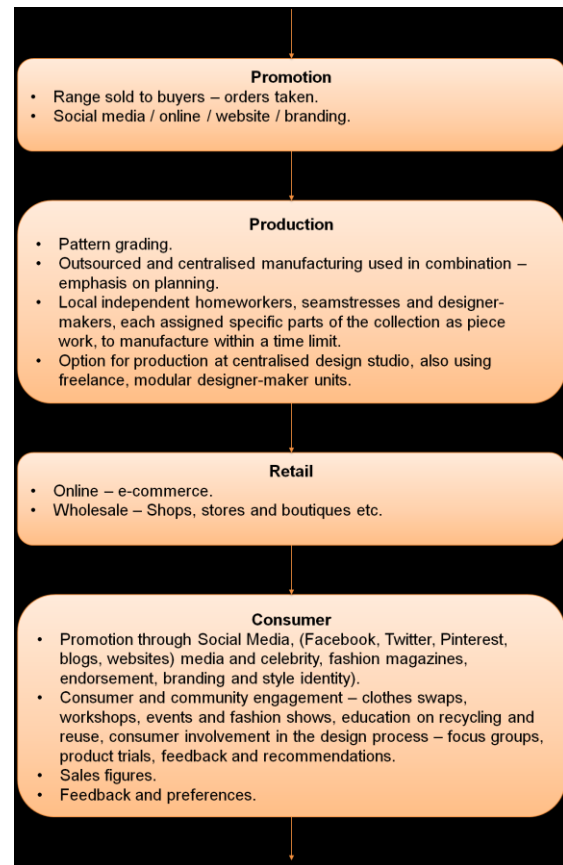 Promotion
• Range sold to buyers – orders taken.
• Social media / online / website / branding.
Production
• Pattern grading.
• Outsourced and centralised manufacturing used in combination –
emphasis on planning.
• Local independent homeworkers, seamstresses and designer-
makers, each assigned specific parts of the collection as piece
work, to manufacture within a time limit.
• Option for production at centralised design studio, also using
freelance, modular designer-maker units.
Retail
• Online – e-commerce.
• Wholesale – Shops, stores and boutiques etc.
Consumer
• Promotion through Social Media, (Facebook, Twitter, Pinterest,
blogs, websites) media and celebrity, fashion magazines,
endorsement, branding and style identity).
• Consumer and community engagement – clothes swaps,
workshops, events and fashion shows, education on recycling and
reuse, consumer involvement in the design process – focus groups,
product trials, feedback and recommendations.
• Sales figures.
• Feedback and preferences.